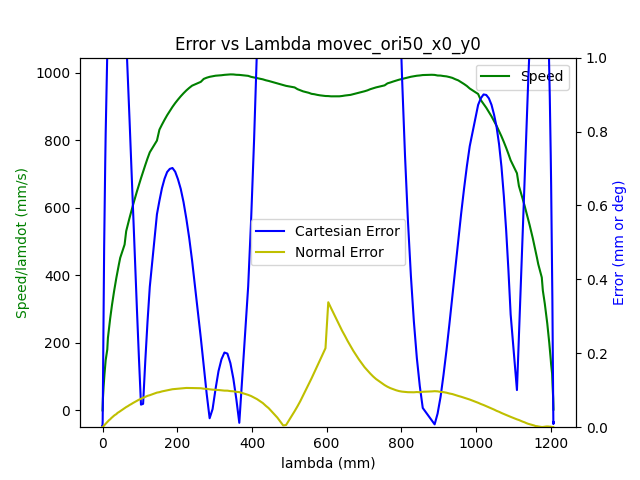 Error vs Lambda movec_ori50_x0_y0
Speed
Cartesian Error
Normal Error
Speed/lamdot (mm/s)
Error (mm or deg)
lambda (mm)
0
200
400
600
800
1000
0
200
400
600
800
1000
1200
0.0
0.2
0.4
0.6
0.8
1.0